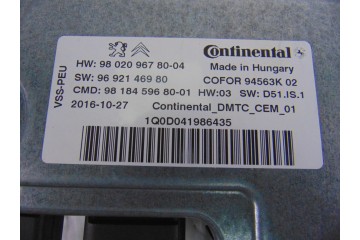 Continental
HW: 98 020 967 80-04
Made in Hungary
SW: 96 921 469 80
COFOR 94563K 02
CMD: 98 184 596 80-01
HW:03 SW: D51.IS.1
VSS-PEU
2016-10-27
Continental_DMTC_CEM_01
1Q0D041986435